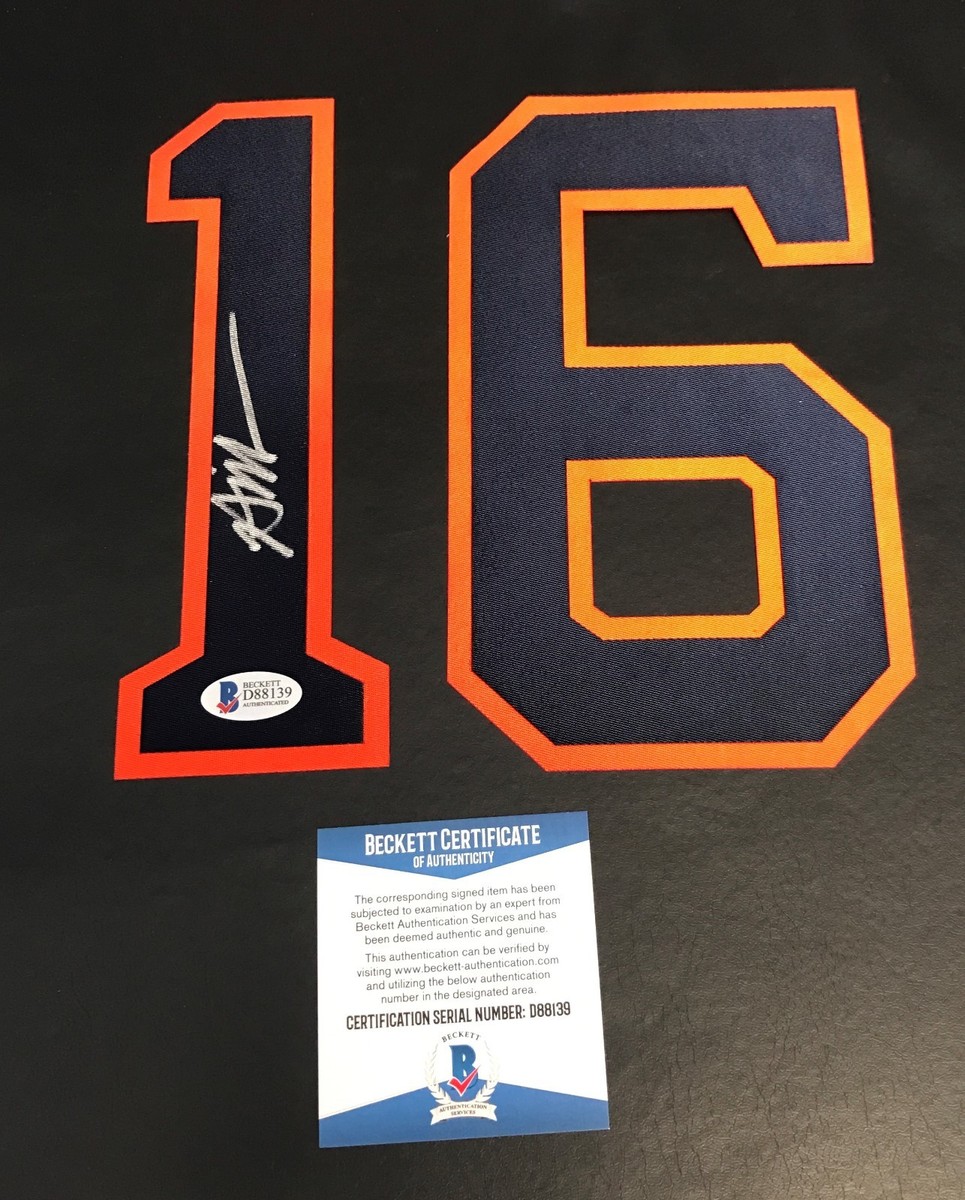 16
BECKETT
D88139
AUTHENTICATED
BECKETT CERTIFICATE
OF AUTHENTICITY
The corresponding signed item has been
subjected to examination by an expert from
Beckett Authentication Services and has
been deemed authentic and genuine.
This authentication can be verified by
visiting www.beckett-authentication.com
and utilizing the below authentication
number in the designated area.
CERTIFICATION SERIAL NUMBER: D88139
BECKETT
B
AUTHENTICATION
SERVICES